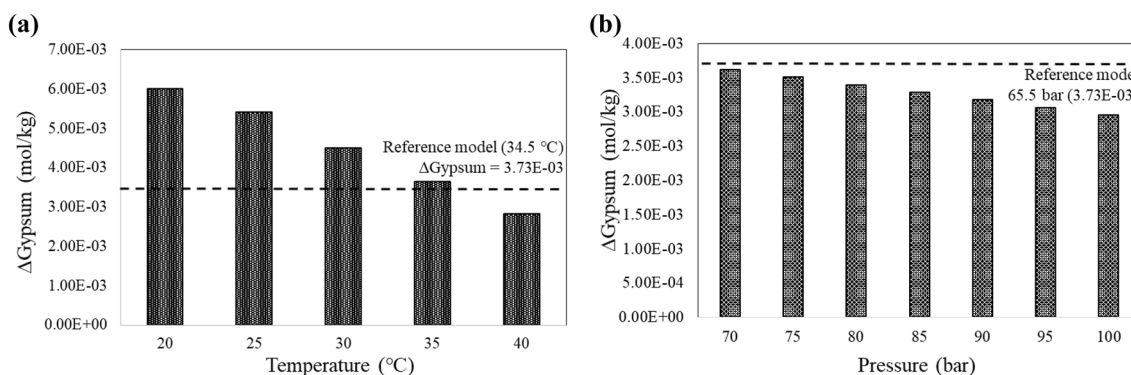 (a)
7.00E-03
6.00E-03
5.00E-03
4.00E-03
3.00E-03
2.00E-03
1.00E-03
0.00E+00
ΔGypsum (mol/kg)
Reference model (34.5 ℃)
ΔGypsum = 3.73E-03
20 25 30 35 40
Temperature (℃)
(b)
4.00E-03
3.50E-03
3.00E-03
2.50E-03
2.00E-03
1.50E-03
1.00E-03
5.00E-04
0.00E+00
ΔGypsum (mol/kg)
Reference mode
65.5 bar (3.73E-03
70 75 80 85 90 95 100
Pressure (bar)